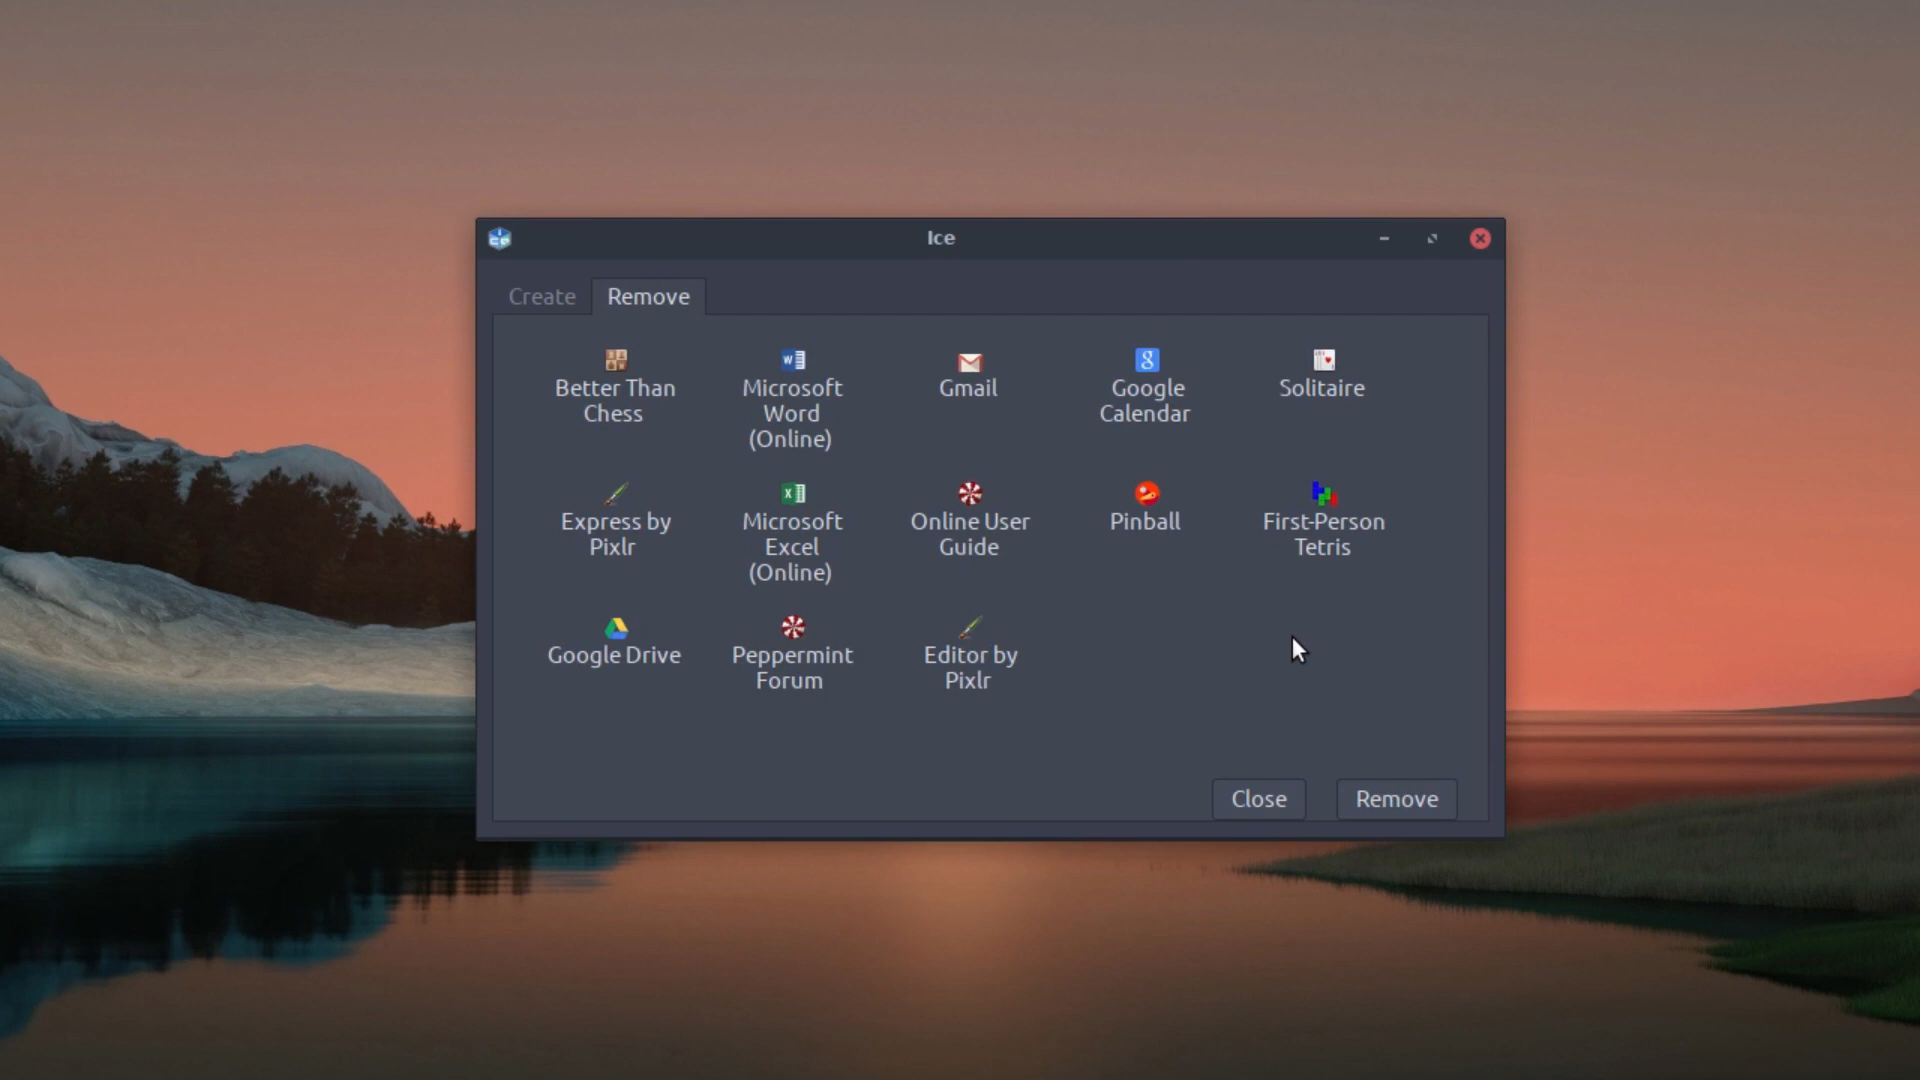 Ice
Create Remove
Better Than
Chess
Microsoft
Word
(Online)
Gmail
Google
Calendar
Solitaire
Express by
Pixlr
Microsoft
Excel
(Online)
Online User
Guide
Pinball
First-Person
Tetris
Google Drive
Peppermint
Forum
Editor by
Pixlr
Close
Remove